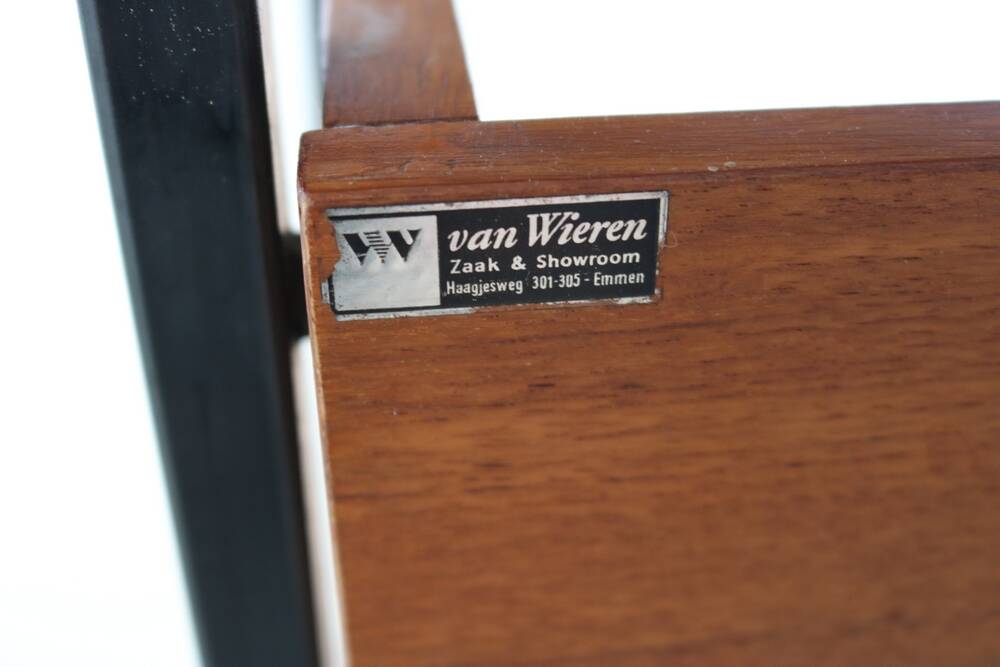 VW
van Wieren
Zaak & Showroom
Haagjesweg 301-305 - Emmen